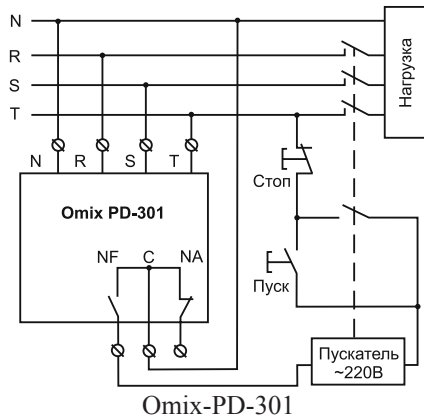 N
R
S
T
Нагрузка
N R S T
Omix PD-301
NF C NA
Стоп
Пуск
Пускатель
~220В
Omix-PD-301